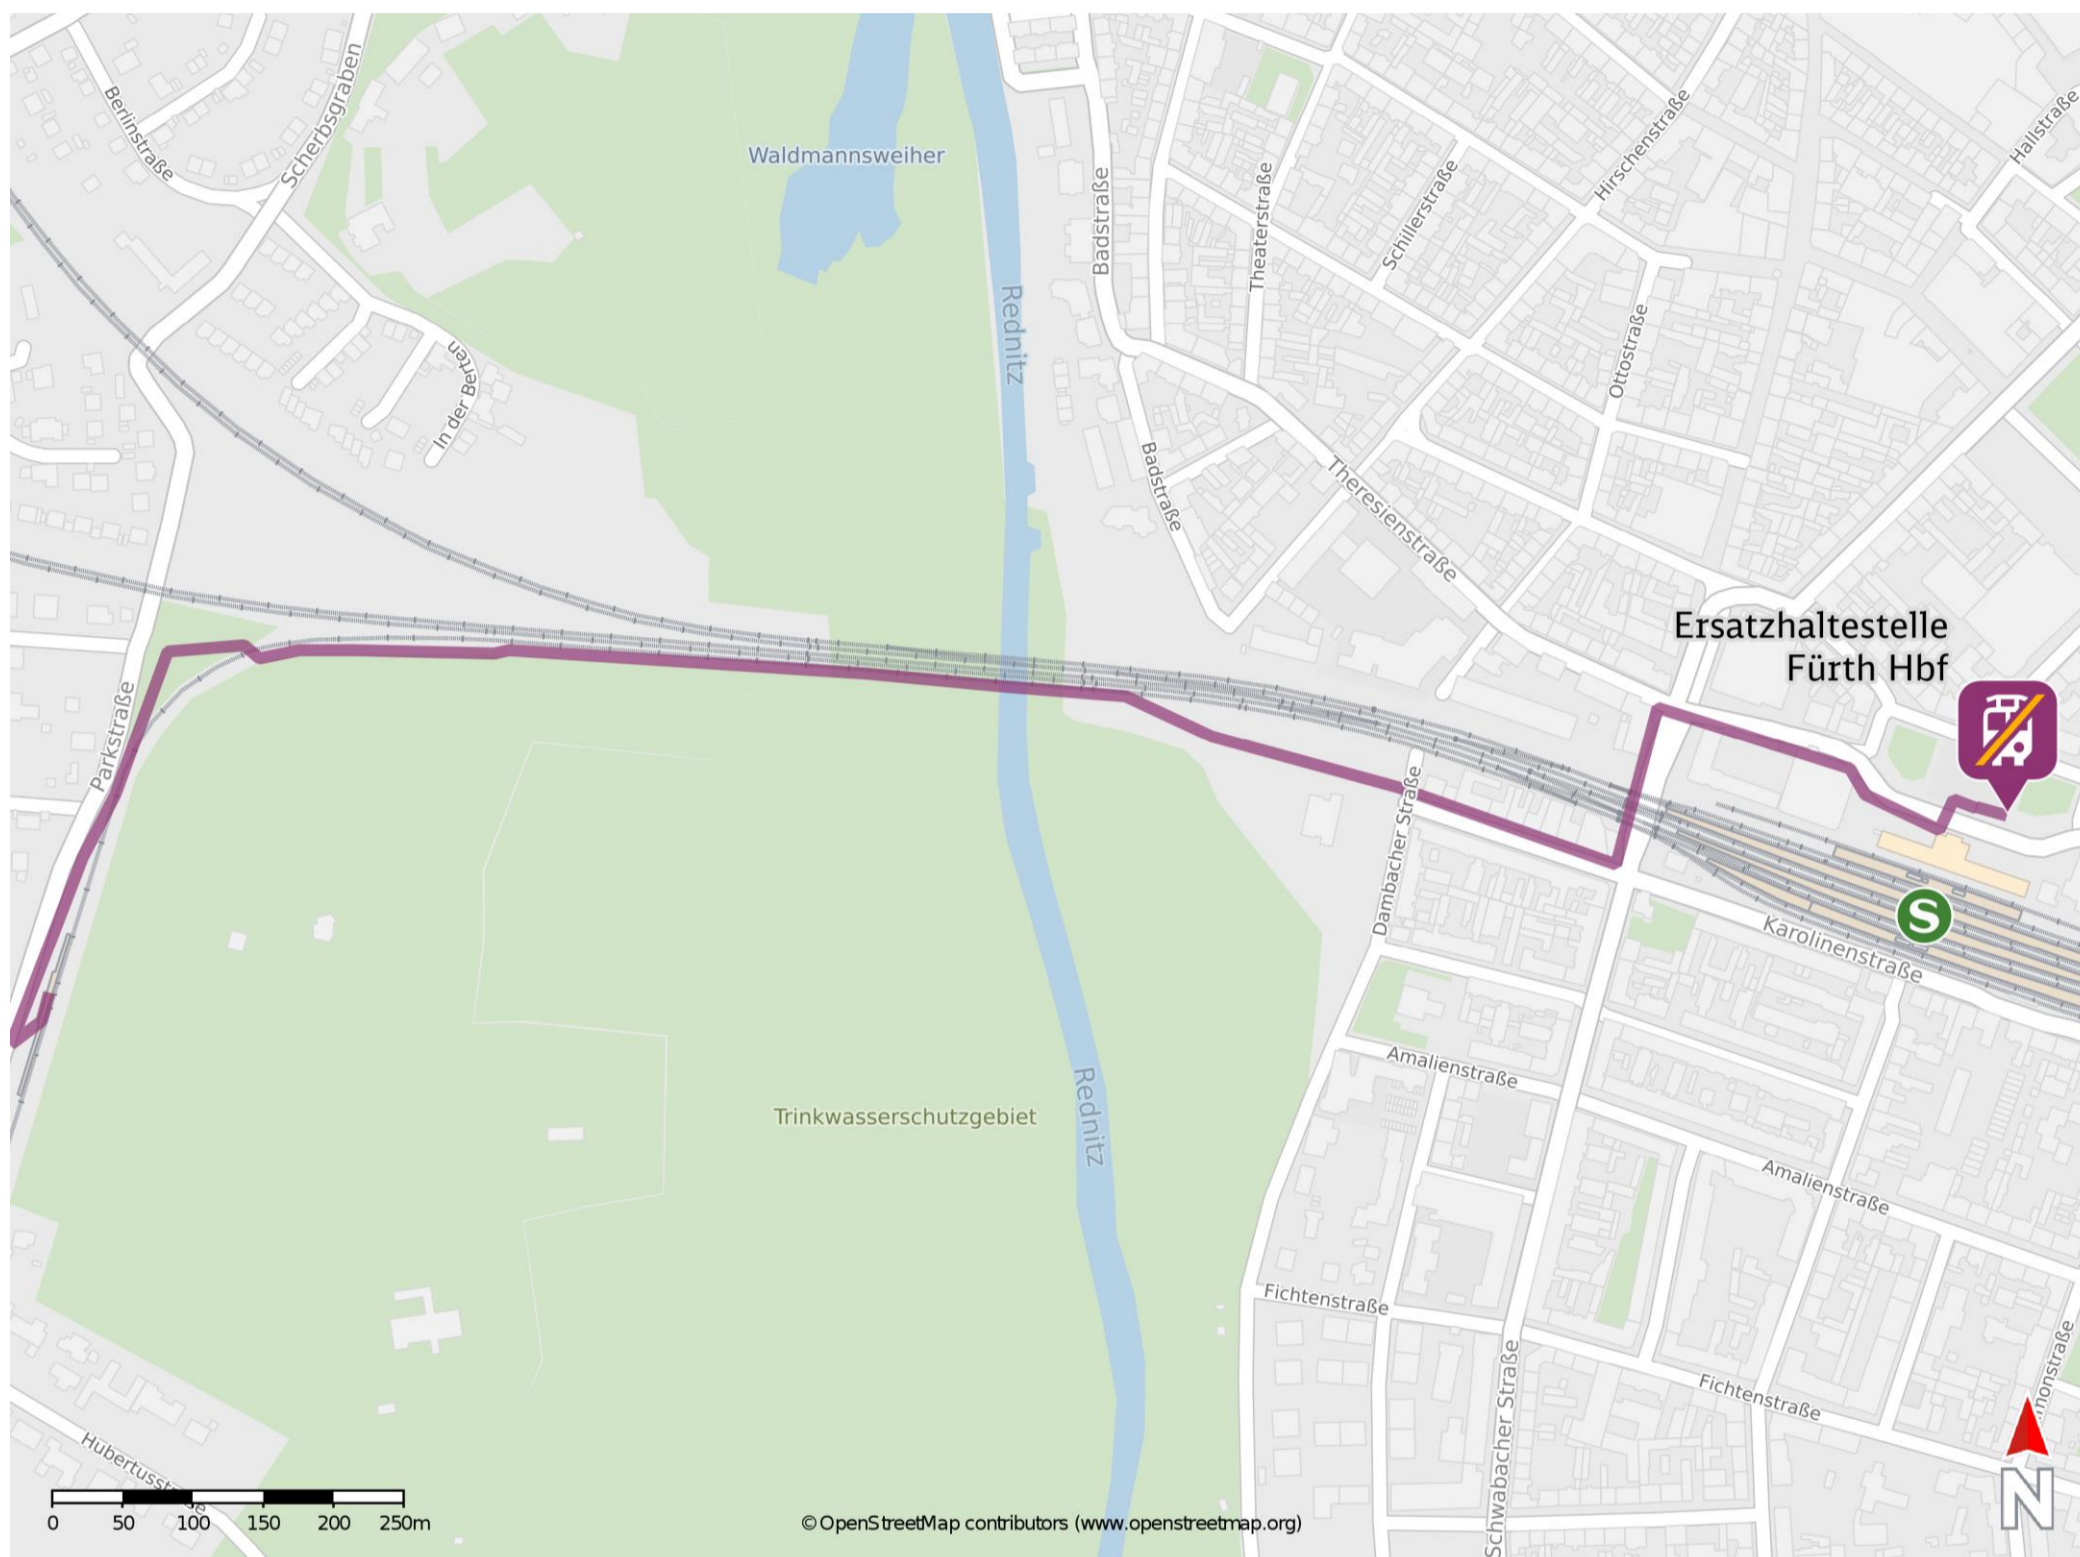 Berlinstraße
Scherbsgraben
Waldmannsweiher
Badstraße
Theaterstraße
Schillerstraße
Hirschenstraße
Hallstraße
Rednitz
Ottostraße
In der Berten
Badstraße
Theresienstraße
Ersatzhaltestelle
Fürth Hbf
Parkstraße
Dambacher Straße
S
Karolinenstraße
Amalienstraße
Rednitz
Trinkwasserschutzgebiet
Amalienstraße
Fichtenstraße
Schwabacher Straße
Fichtenstraße
monstraße
Hubertusstraße
N
0 50 100 150 200 250m
© OpenStreetMap contributors (www.openstreetmap.org)